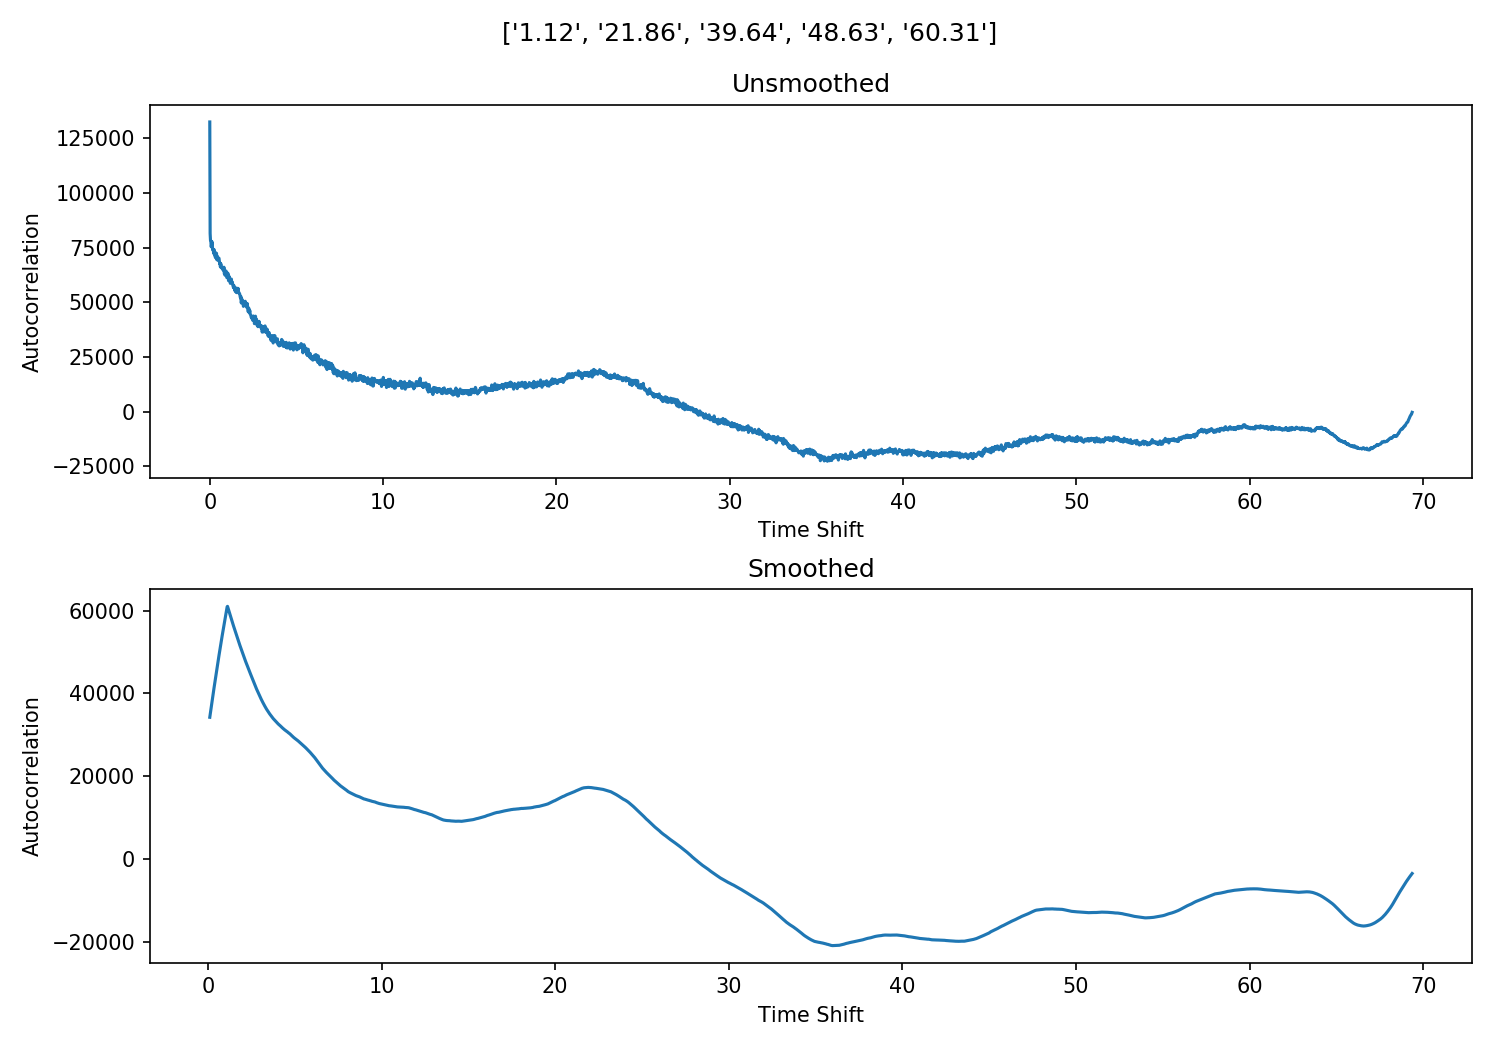 ['1.12', '21.86', '39.64', '48.63', '60.31']
Unsmoothed
125000
100000
75000
50000
25000
0
−25000
Autocorrelation
0 10 20 30 40 50 60 70
Time Shift
Smoothed
60000
40000
20000
0
−20000
Autocorrelation
0 10 20 30 40 50 60 70
Time Shift